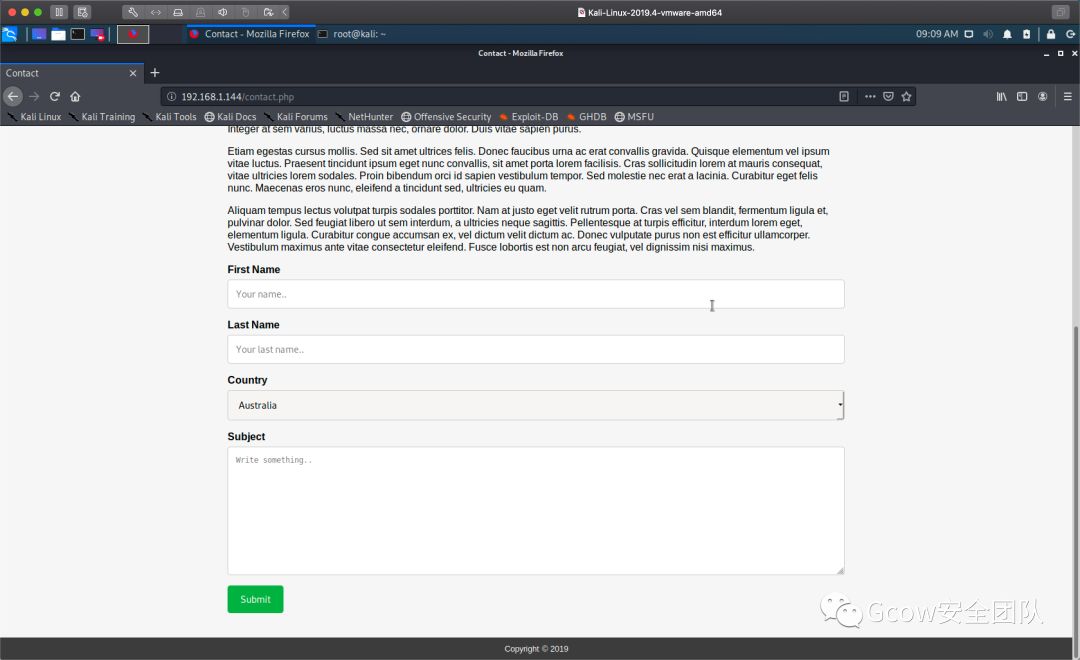 Kali-Linux-2019.4-vmware-amd64
Contact - Mozilla Firefox
root@kali: ~
09:09 AM
Contact - Mozilla Firefox
Contact
192.168.1.144/contact.php
Kali Linux
Kali Training
Kali Tools
Kali Docs
Kali Forums
NetHunter
Offensive Security
Exploit-DB
GHDB
MSFU
Integer at sem varius, luctus massa nec, ornare dolor. Duis vitae sapien purus.
Etiam egestas cursus mollis. Sed sit amet ultrices felis. Donec faucibus urna ac erat convallis gravida. Quisque elementum vel ipsum
vitae luctus. Praesent tincidunt ipsum eget nunc convallis, sit amet porta lorem facilisis. Cras sollicitudin lorem at mauris consequat,
vitae ultricies lorem sodales. Proin bibendum orci id sapien vestibulum tempor. Sed molestie nec erat a lacinia. Curabitur eget felis
nunc. Maecenas eros nunc, eleifend a tincidunt sed, ultricies eu quam.
Aliquam tempus lectus volutpat turpis sodales porttitor. Nam at justo eget velit rutrum porta. Cras vel sem blandit, fermentum ligula et,
pulvinar dolor. Sed feugiat libero ut sem interdum, a ultricies neque sagittis. Pellentesque at turpis efficitur, interdum lorem eget,
elementum ligula. Curabitur congue accumsan ex, vel dictum velit dictum ac. Donec vulputate purus non est efficitur ullamcorper.
Vestibulum maximus ante vitae consectetur eleifend. Fusce lobortis est non arcu feugiat, vel dignissim nisi maximus.
First Name
Your name..
Last Name
Your last name..
Country
Australia
Subject
Write something..
Submit
Gcow安全团队
Copyright © 2019